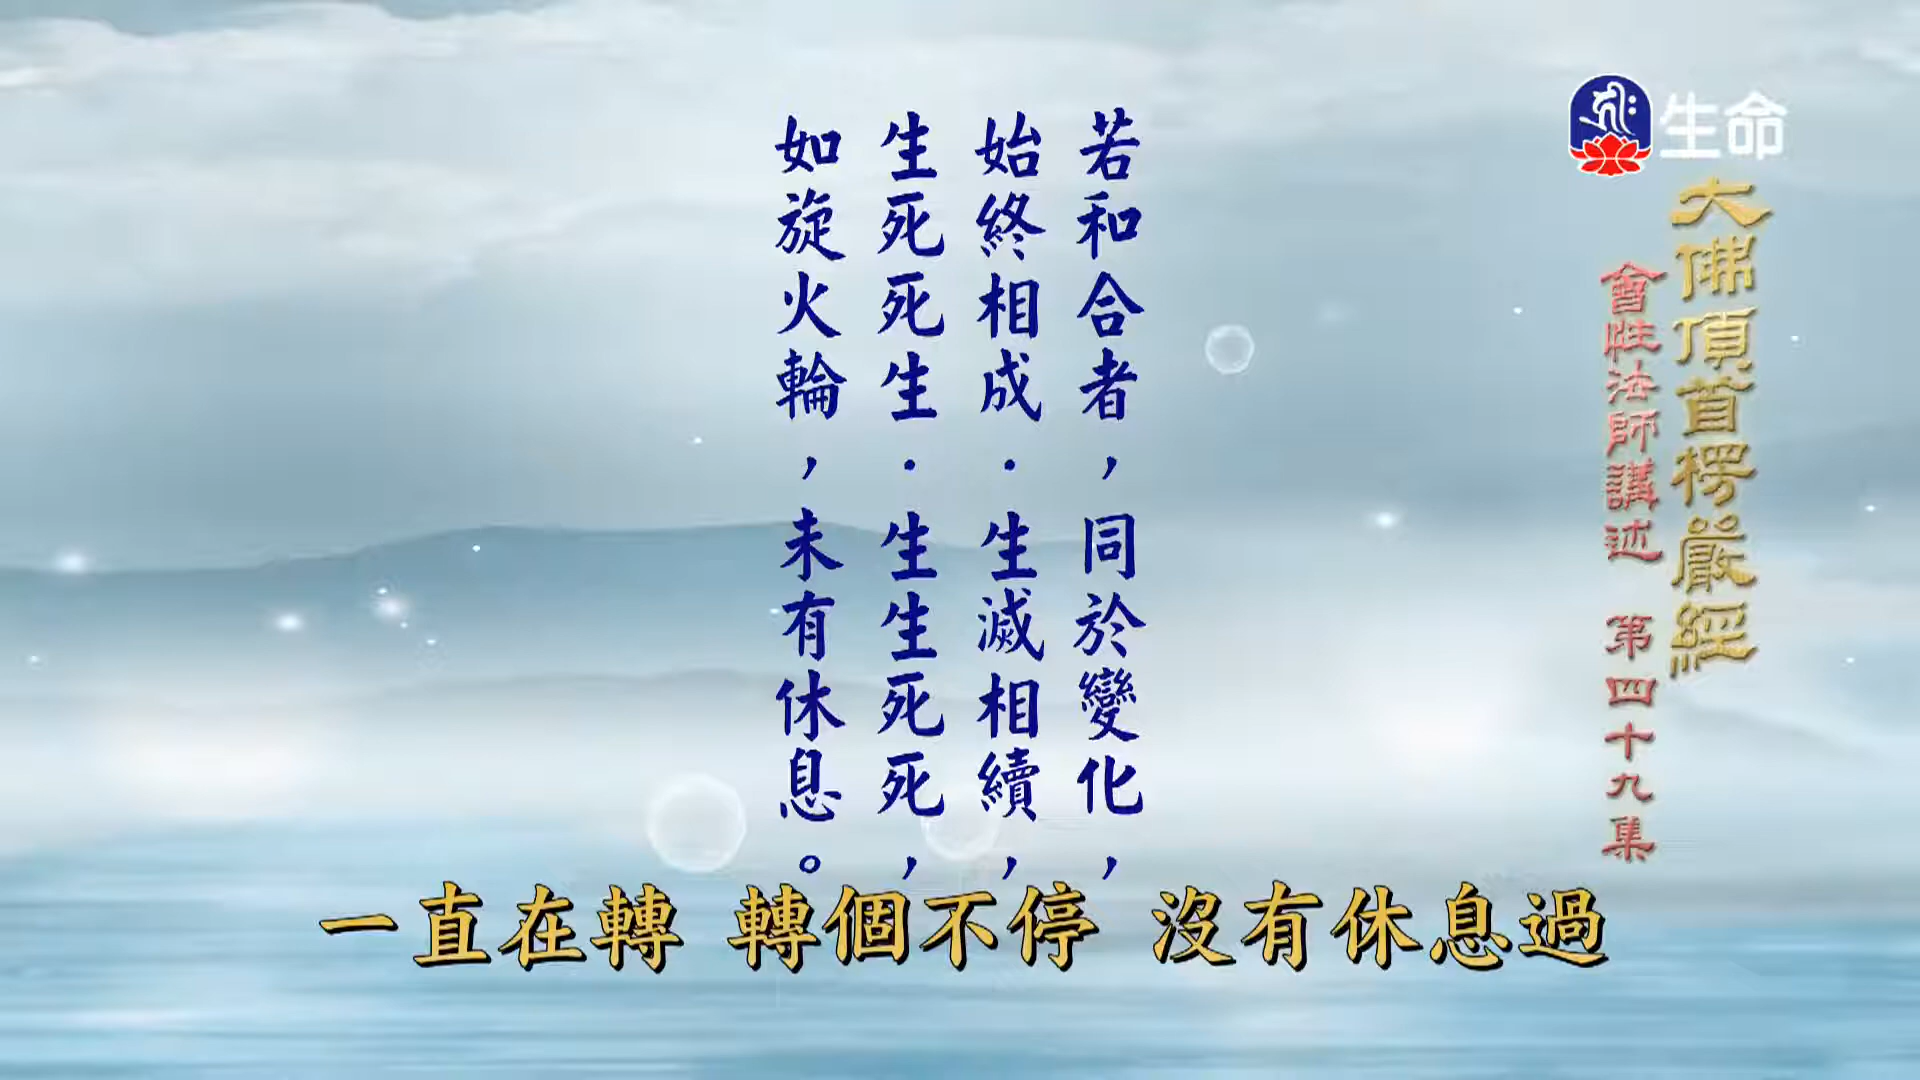 生命
大佛頂首楞嚴經
會性法師講述 第四十九集
若和合者，同於變化，
始終相成．生滅相續，
生死死生．生生死死，
如旋火輪，未有休息。
一直在轉 轉個不停 沒有休息過